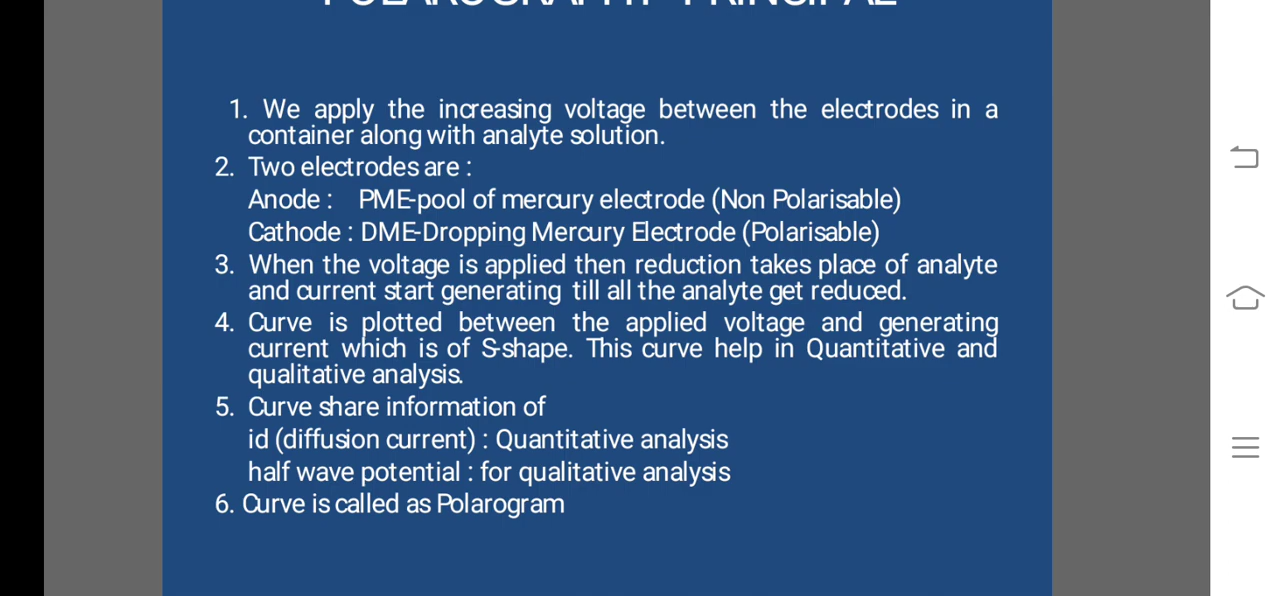 POLAROGRAPHY PRINCIPAL
1. We apply the increasing voltage between the electrodes in a
container along with analyte solution.
2. Two electrodes are :
Anode : PME-pool of mercury electrode (Non Polarisable)
Cathode : DME-Dropping Mercury Electrode (Polarisable)
3. When the voltage is applied then reduction takes place of analyte
and current start generating till all the analyte get reduced.
4. Curve is plotted between the applied voltage and generating
current which is of S-shape. This curve help in Quantitative and
qualitative analysis.
5. Curve share information of
id (diffusion current) : Quantitative analysis
half wave potential : for qualitative analysis
6. Curve is called as Polarogram